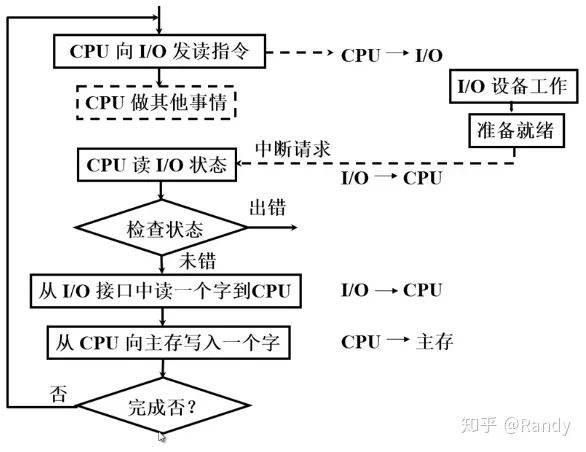 CPU 向 I/O 发读指令
CPU → I/O
CPU 做其他事情
I/O 设备工作
准备就绪
中断请求
CPU 读 I/O 状态
I/O → CPU
检查状态
出错
未错
从 I/O 接口中读一个字到CPU
I/O → CPU
从 CPU 向主存写入一个字
CPU → 主存
否
完成否？
知乎 @Randy